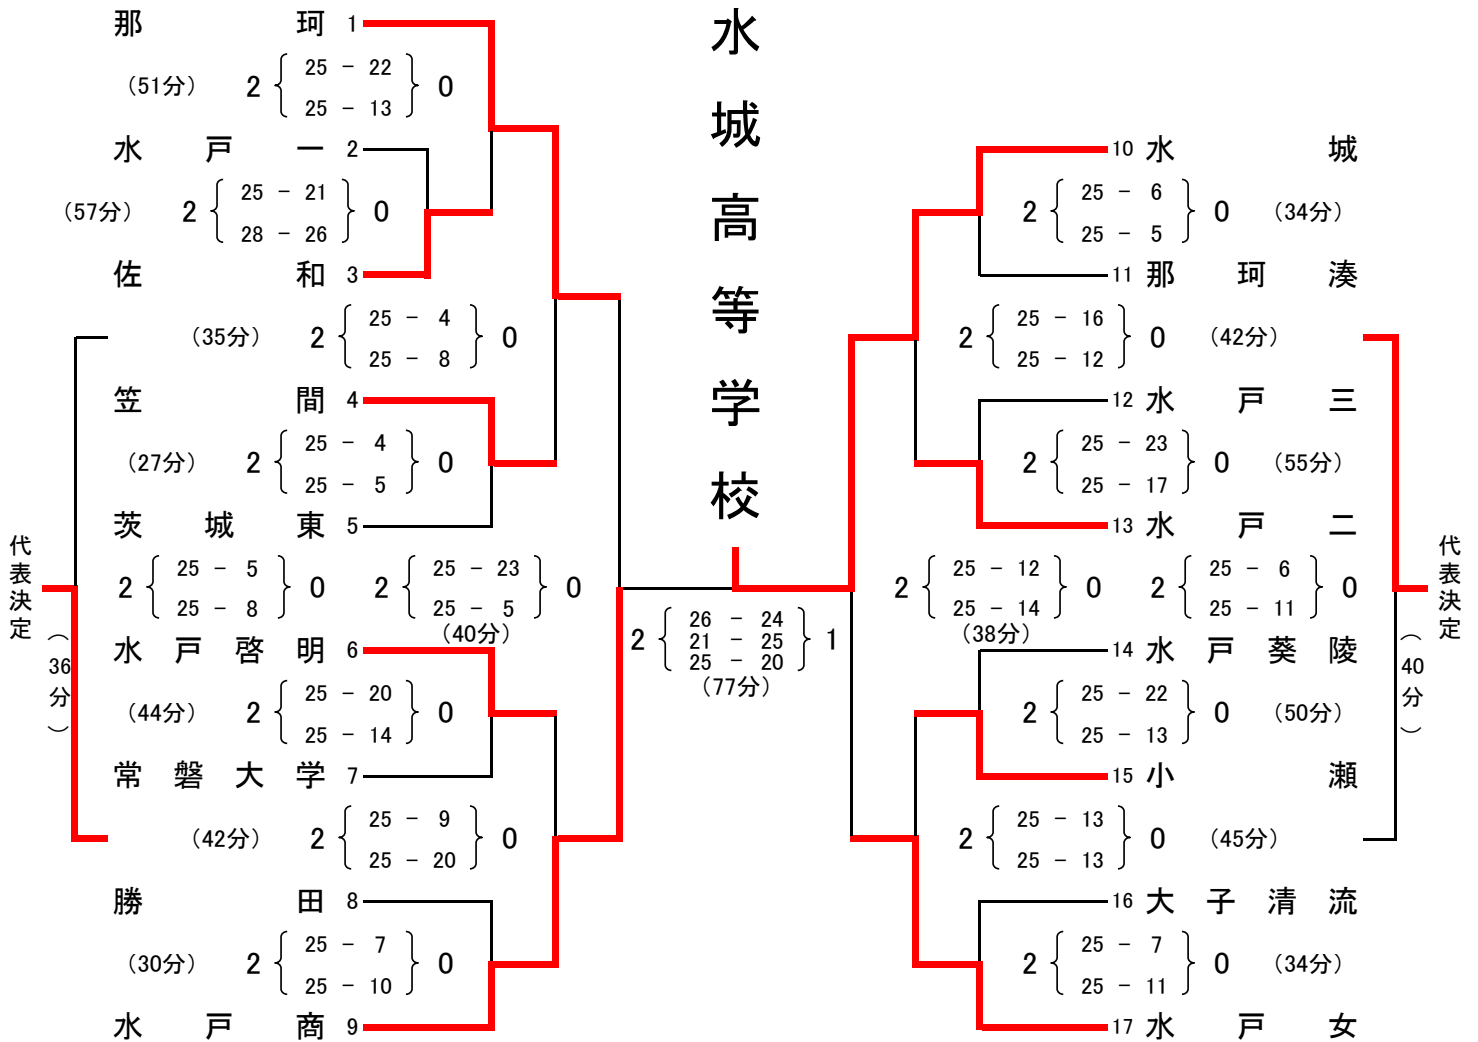 水城高等学校
那珂 1
(51分) 2 25 - 22 0
25 - 13
水戸一 2
(57分) 2 25 - 21 0
28 - 26
佐和 3
(35分) 2 25 - 4 0
25 - 8
笠間 4
(27分) 2 25 - 4 0
25 - 5
茨城東 5
代表決定
(36分)
2 25 - 5 0
25 - 8
2 25 - 23 0
25 - 5
(40分)
水戸啓明 6
(44分) 2 25 - 20 0
25 - 14
常磐大学 7
(42分) 2 25 - 9 0
25 - 20
勝田 8
(30分) 2 25 - 7 0
25 - 10
水戸商 9
2 26 - 24 1
21 - 25
25 - 20
(77分)
10 水城
2 25 - 6 0 (34分)
25 - 5
11 那珂湊
2 25 - 16 0 (42分)
25 - 12
12 水戸三
2 25 - 23 0 (55分)
25 - 17
13 水戸二
2 25 - 12 0
25 - 14
(38分)
2 25 - 6 0
25 - 11
代表決定
(40分)
14 水戸葵陵
2 25 - 22 0 (50分)
25 - 13
15 小瀬
2 25 - 13 0 (45分)
25 - 13
16 大子清流
2 25 - 7 0 (34分)
25 - 11
17 水戸女